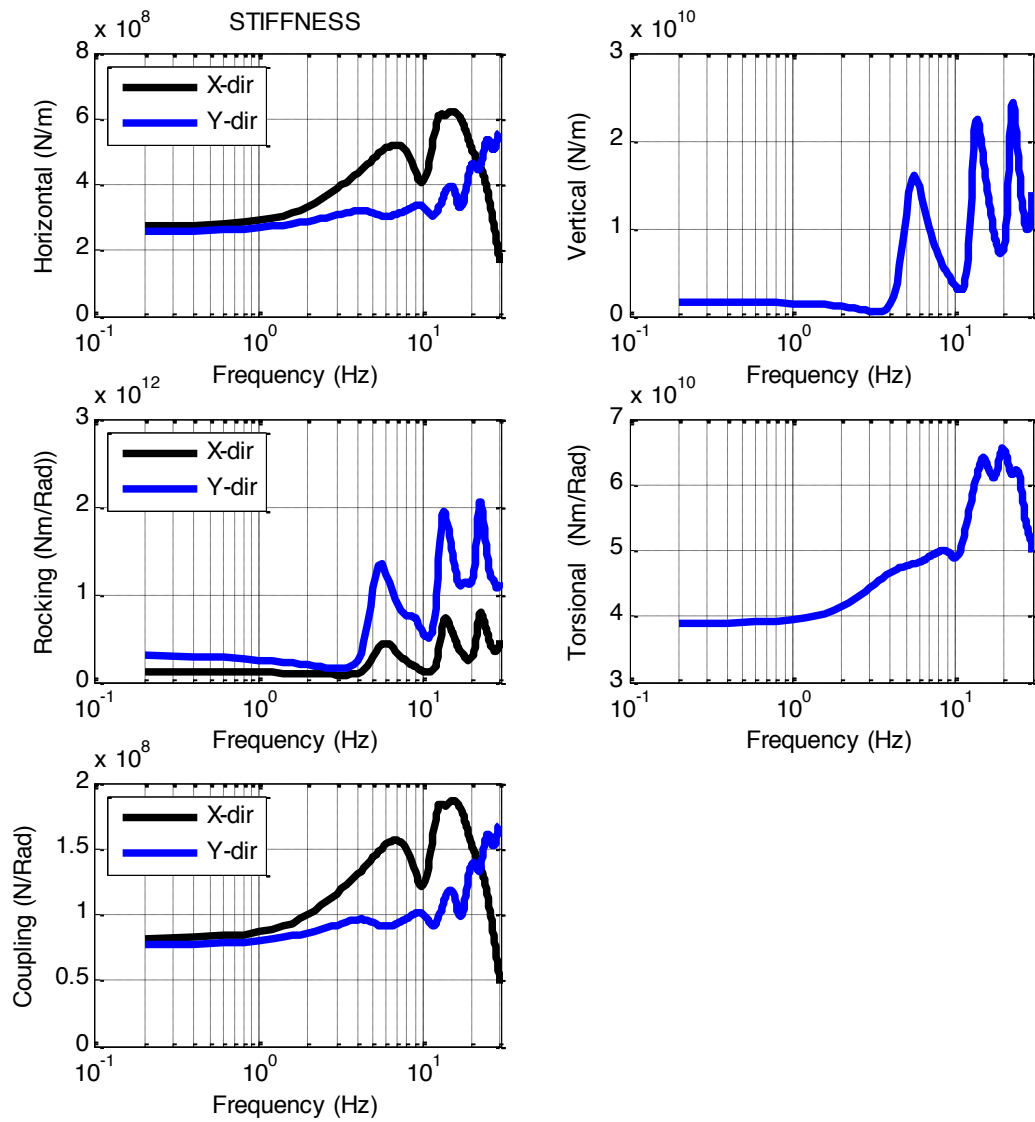 STIFFNESS
x 10^8
8
6
4
2
0
Horizontal (N/m)
X-dir
Y-dir
10^-1
10^0
10^1
Frequency (Hz)
x 10^10
3
2
1
0
Vertical (N/m)
10^-1
10^0
10^1
Frequency (Hz)
x 10^12
3
2
1
0
Rocking (Nm/Rad))
X-dir
Y-dir
10^-1
10^0
10^1
Frequency (Hz)
x 10^10
7
6
5
4
3
Torsional (Nm/Rad)
10^-1
10^0
10^1
Frequency (Hz)
x 10^8
2
1.5
1
0.5
0
Coupling (N/Rad)
X-dir
Y-dir
10^-1
10^0
10^1
Frequency (Hz)